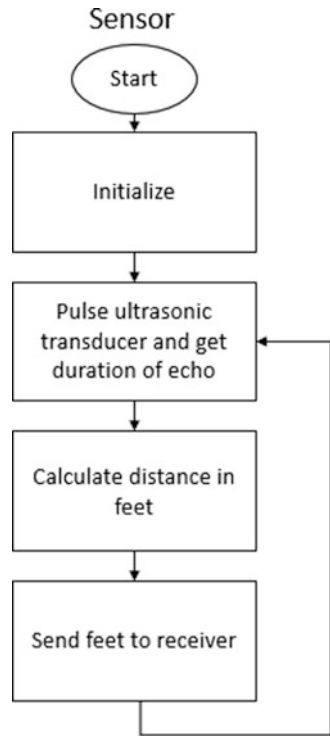 Sensor
Start
Initialize
Pulse ultrasonic
transducer and get
duration of echo
Calculate distance in
feet
Send feet to receiver